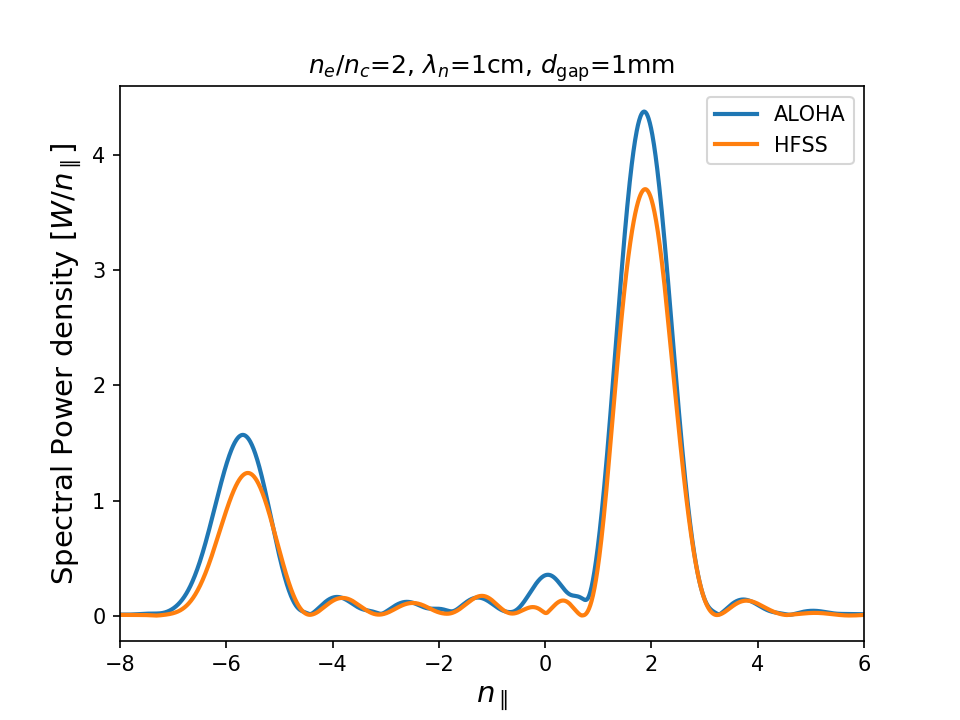 n_e/n_c=2, λ_n=1cm, d_gap=1mm
ALOHA
HFSS
Spectral Power density [W/n_∥]
4
3
2
1
0
−8
−6
−4
−2
0
2
4
6
n_∥